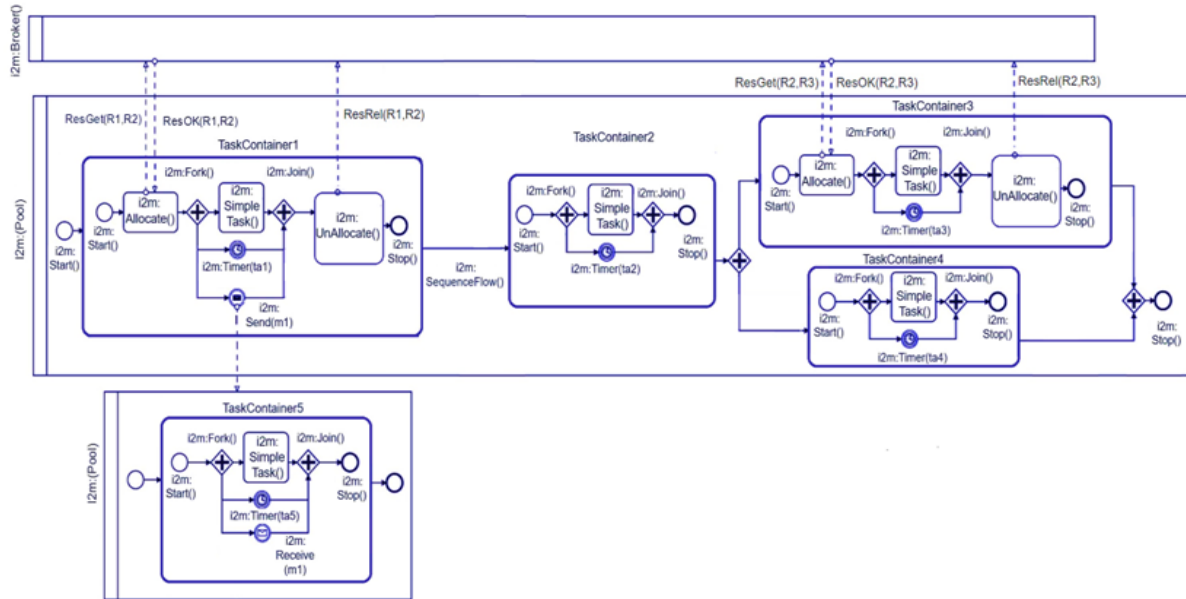 i2m:Broker()
ResGet(R1,R2)
ResOK(R1,R2)
ResRel(R1,R2)
ResGet(R2,R3)
ResOK(R2,R3)
ResRel(R2,R3)
I2m:(Pool)
TaskContainer1
i2m:Fork()
i2m:Join()
i2m:
Start()
i2m:
Start()
i2m:
Allocate()
i2m:
Simple
Task()
i2m:
UnAllocate()
i2m:
Stop()
i2m:Timer(ta1)
i2m:
Send(m1)
i2m:
SequenceFlow()
TaskContainer2
i2m:Fork()
i2m:Join()
i2m:
Start()
i2m:
Simple
Task()
i2m:
Stop()
i2m:Timer(ta2)
TaskContainer3
i2m:Fork()
i2m:Join()
i2m:
Start()
i2m:
Allocate()
i2m:
Simple
Task()
i2m:
UnAllocate()
i2m:
Stop()
i2m:Timer(ta3)
TaskContainer4
i2m:Fork()
i2m:Join()
i2m:
Start()
i2m:
Simple
Task()
i2m:
Stop()
i2m:Timer(ta4)
i2m:
Stop()
I2m:(Pool)
TaskContainer5
i2m:Fork()
i2m:Join()
i2m:
Start()
i2m:
Simple
Task()
i2m:
Stop()
i2m:Timer(ta5)
i2m:
Receive
(m1)